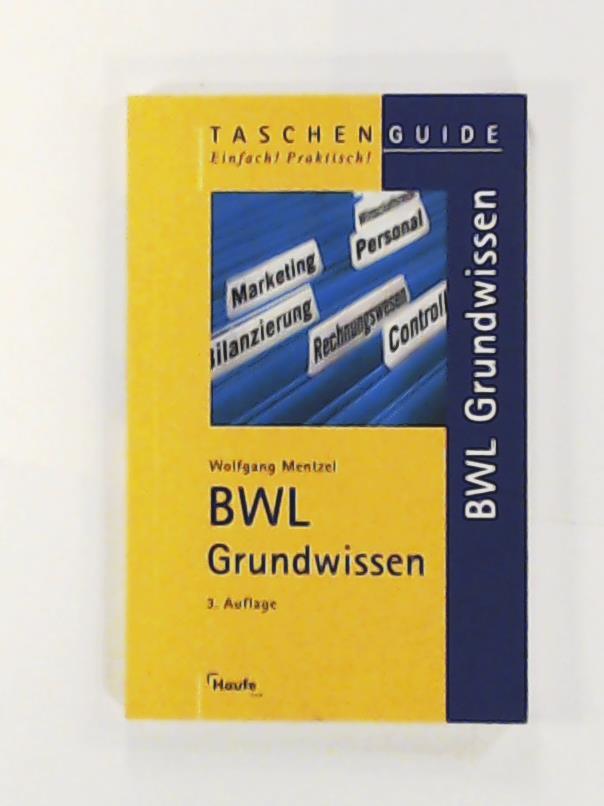 TASCHENGUIDE
Einfach! Praktisch!
Personal
Marketing
Bilanzierung
Rechnungswesen
Controll
Wolfgang Mentzel
BWL
Grundwissen
3. Auflage
Haufe
BWL Grundwissen